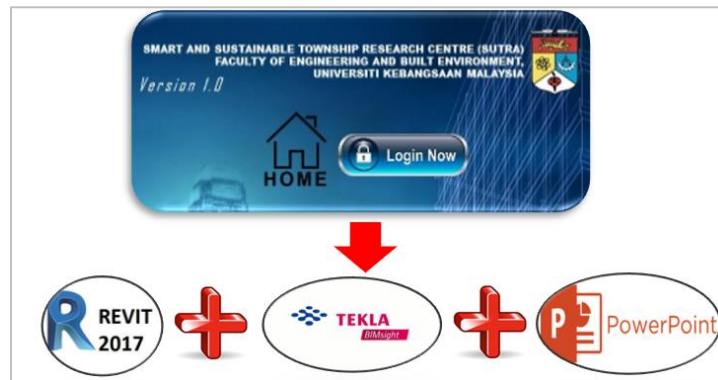 SMART AND SUSTAINABLE TOWNSHIP RESEARCH CENTRE (SUTRA)
FACULTY OF ENGINEERING AND BUILT ENVIRONMENT,
UNIVERSITI KEBANGSAAN MALAYSIA
Version 1.0
Login Now
HOME
R REVIT
2017
TEKLA
BIMsight
P PowerPoint